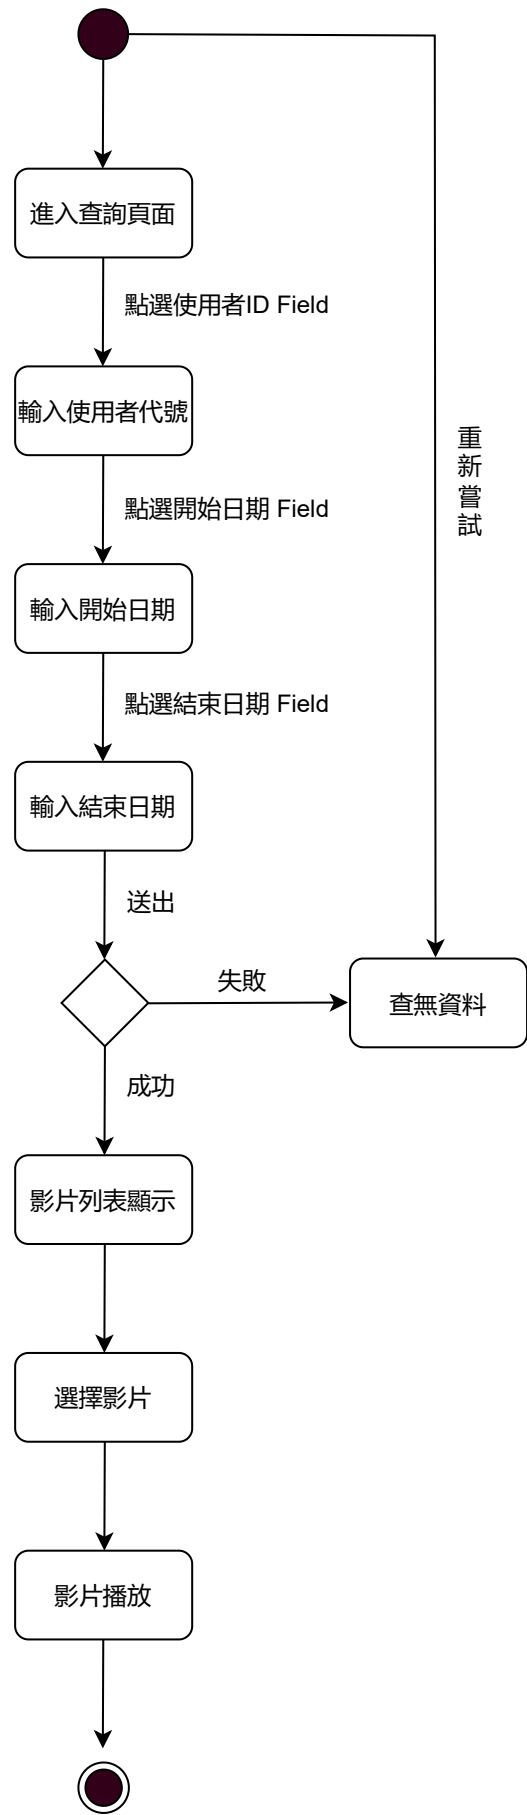 進入查詢頁面
點選使用者ID Field
輸入使用者代號
點選開始日期 Field
重
新
嘗
試
輸入開始日期
點選結束日期 Field
輸入結束日期
送出
失敗
查無資料
成功
影片列表顯示
選擇影片
影片播放